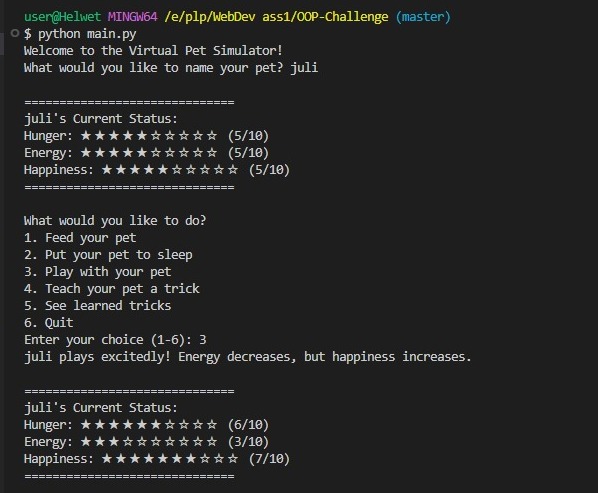 user@Helwet MINGW64 /e/plp/WebDev ass1/OOP-Challenge (master)
$ python main.py
Welcome to the Virtual Pet Simulator!
What would you like to name your pet? juli

==============================
juli's Current Status:
Hunger: ★★★★★☆☆☆☆☆ (5/10)
Energy: ★★★★★☆☆☆☆☆ (5/10)
Happiness: ★★★★★☆☆☆☆☆ (5/10)
==============================

What would you like to do?
1. Feed your pet
2. Put your pet to sleep
3. Play with your pet
4. Teach your pet a trick
5. See learned tricks
6. Quit
Enter your choice (1-6): 3
juli plays excitedly! Energy decreases, but happiness increases.

==============================
juli's Current Status:
Hunger: ★★★★★★☆☆☆☆ (6/10)
Energy: ★★★☆☆☆☆☆☆☆ (3/10)
Happiness: ★★★★★★★☆☆☆ (7/10)
==============================